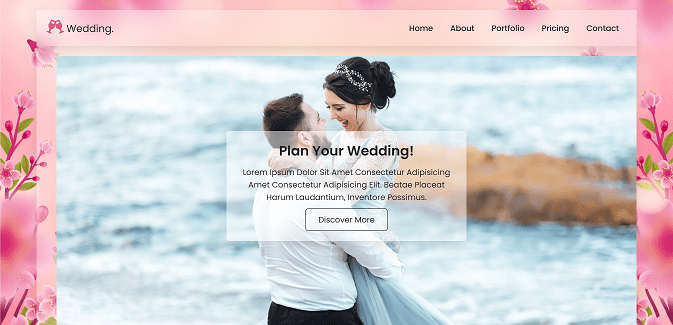 Wedding.
Home About Portfolio Pricing Contact
Plan Your Wedding!
Lorem Ipsum Dolor Sit Amet Consectetur Adipisicing
Amet Consectetur Adipisicing Elit. Beatae Placeat
Harum Laudantium, Inventore Possimus.
Discover More